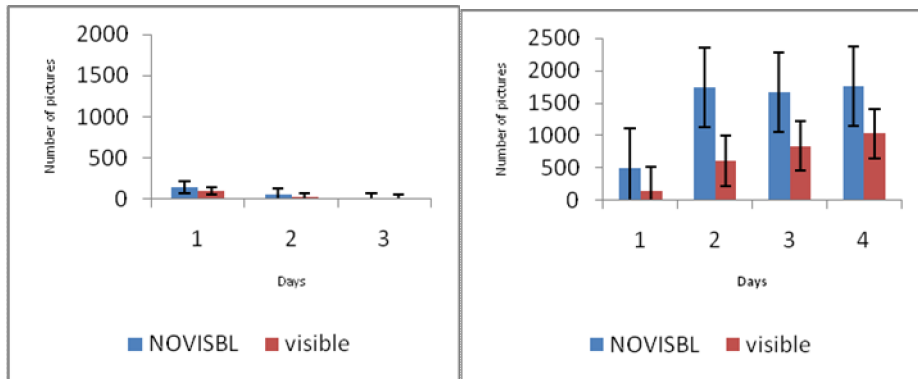 Number of pictures
2000
1500
1000
500
0
1 2 3
Days
NOVISBL visible
Number of pictures
2500
2000
1500
1000
500
0
1 2 3 4
Days
NOVISBL visible